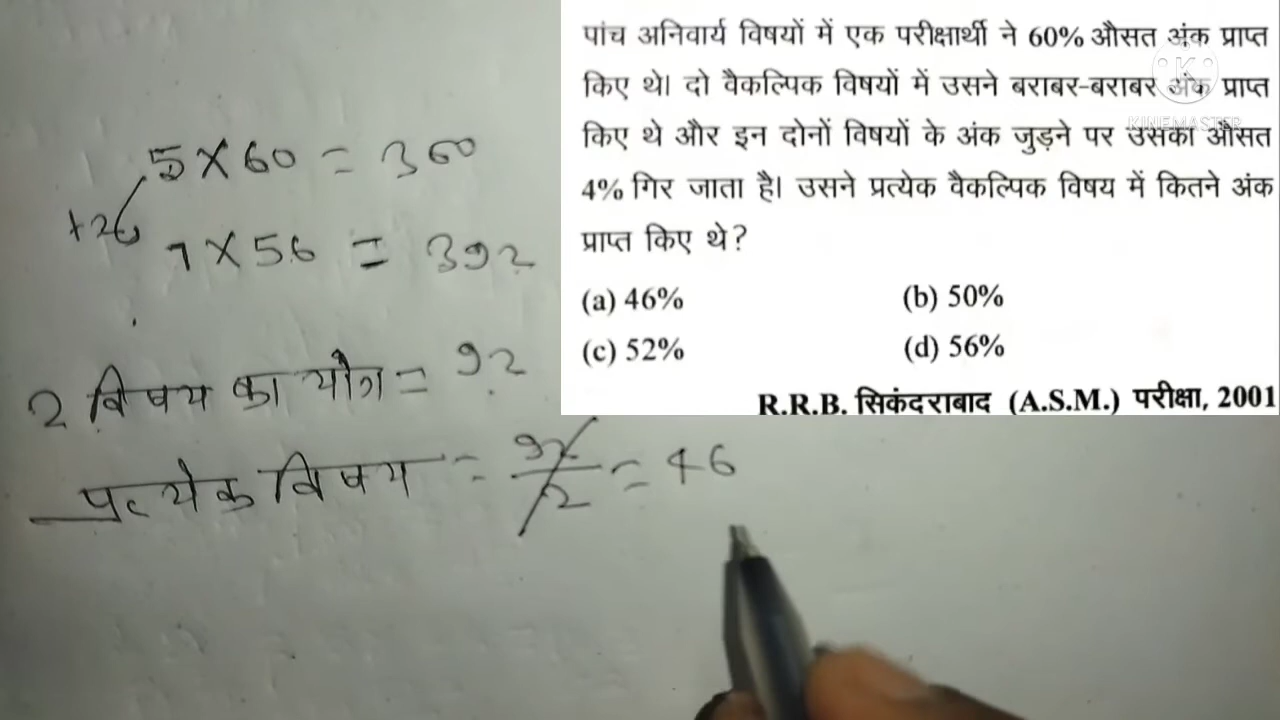 पांच अनिवार्य विषयों में एक परीक्षार्थी ने 60% औसत अंक प्राप्त
किए थे। दो वैकल्पिक विषयों में उसने बराबर-बराबर अंक प्राप्त
किए थे और इन दोनों विषयों के अंक जुड़ने पर उसका औसत
4% गिर जाता है। उसने प्रत्येक वैकल्पिक विषय में कितने अंक
प्राप्त किए थे?
(a) 46% (b) 50%
(c) 52% (d) 56%
R.R.B. सिकंदराबाद (A.S.M.) परीक्षा, 2001
K
KINEMASTER
5 X 60 = 300
+2
7 X 56 = 392
2 विषय का योग = 92
प्रत्येक विषय = 92/2 = 46